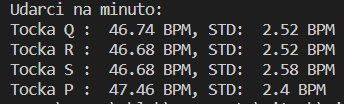 Udarci na minuto:
Tocka Q :  46.74 BPM, STD:  2.52 BPM
Tocka R :  46.68 BPM, STD:  2.52 BPM
Tocka S :  46.68 BPM, STD:  2.58 BPM
Tocka P :  47.46 BPM, STD:  2.4 BPM